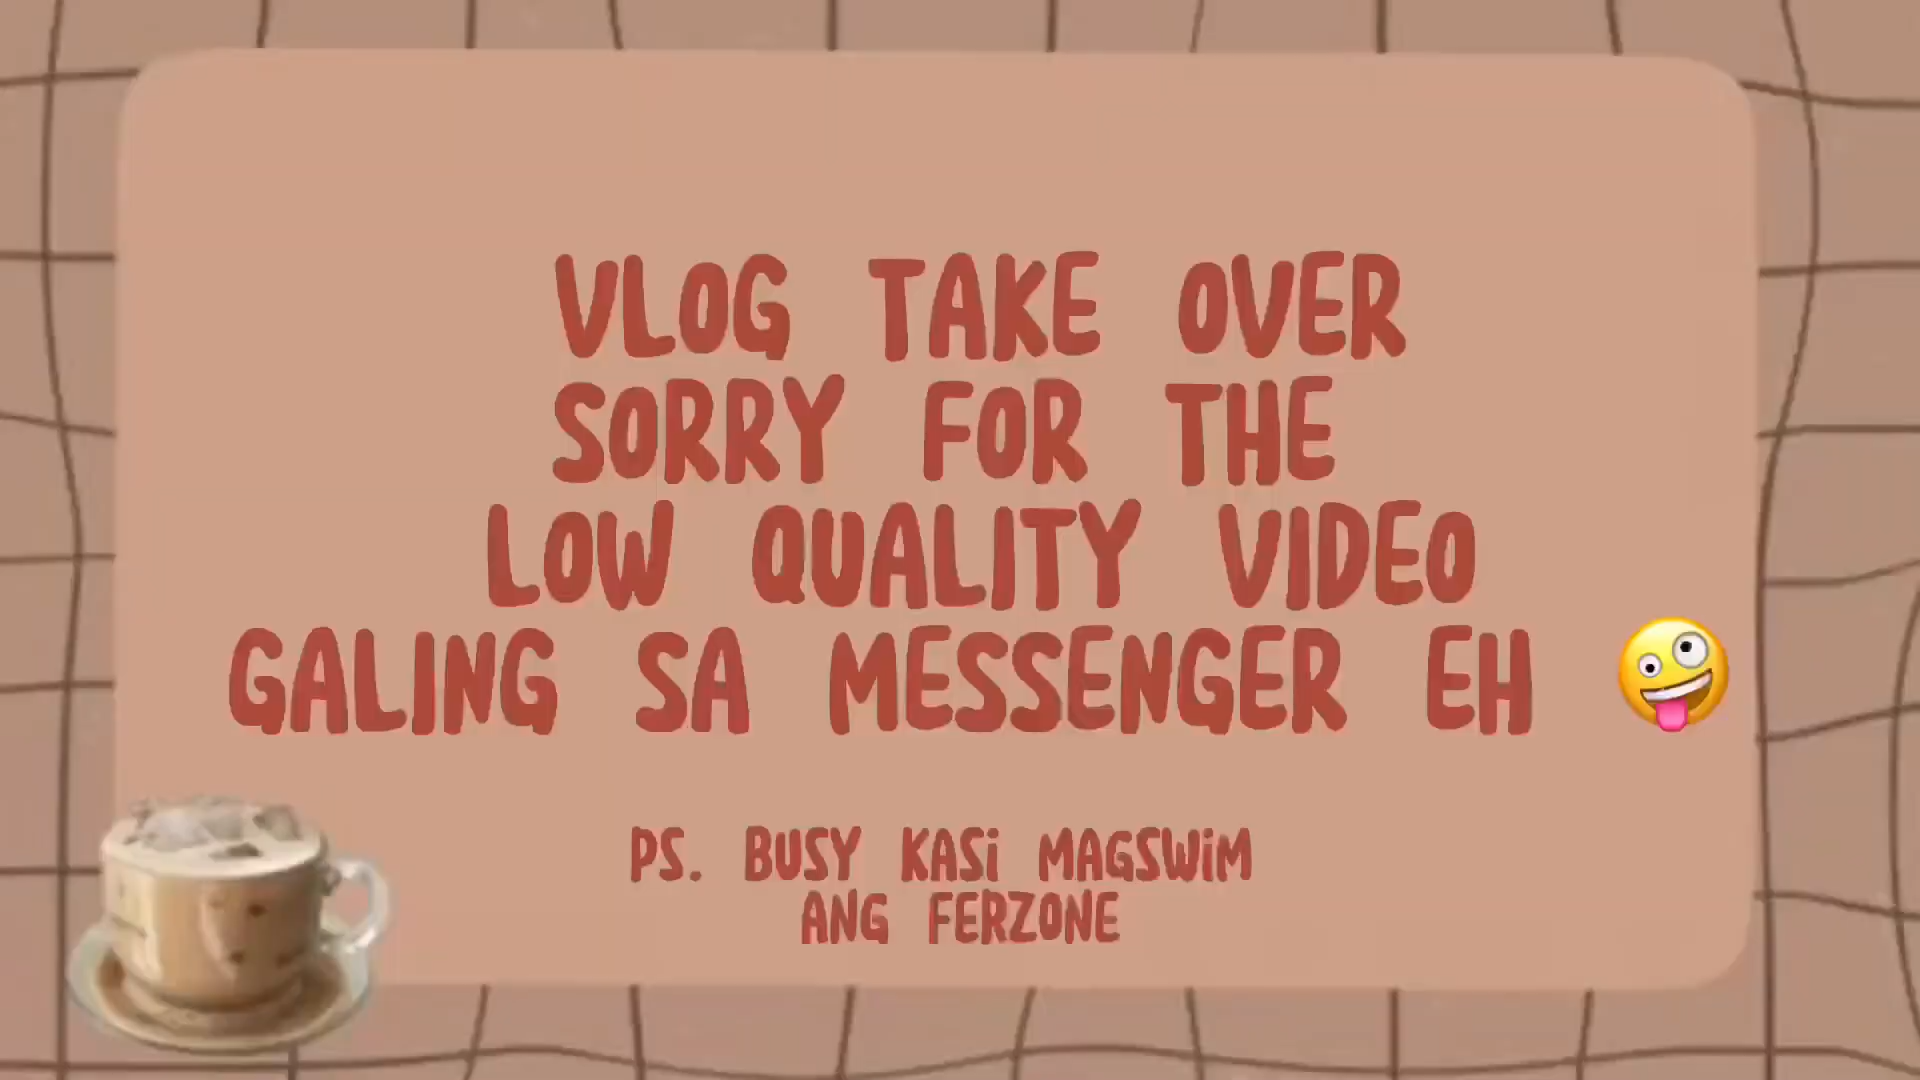 VLOG TAKE OVER
SORRY FOR THE
LOW QUALITY VIDEO
GALING SA MESSENGER EH 🤪
PS. BUSY KASi MAGSWiM
ANG FERZONE